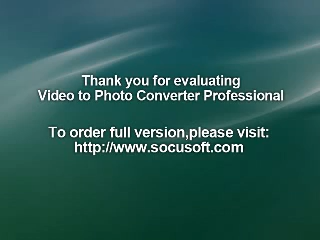 Thank you for evaluating
Video to Photo Converter Professional
To order full version,please visit:
http://www.socusoft.com